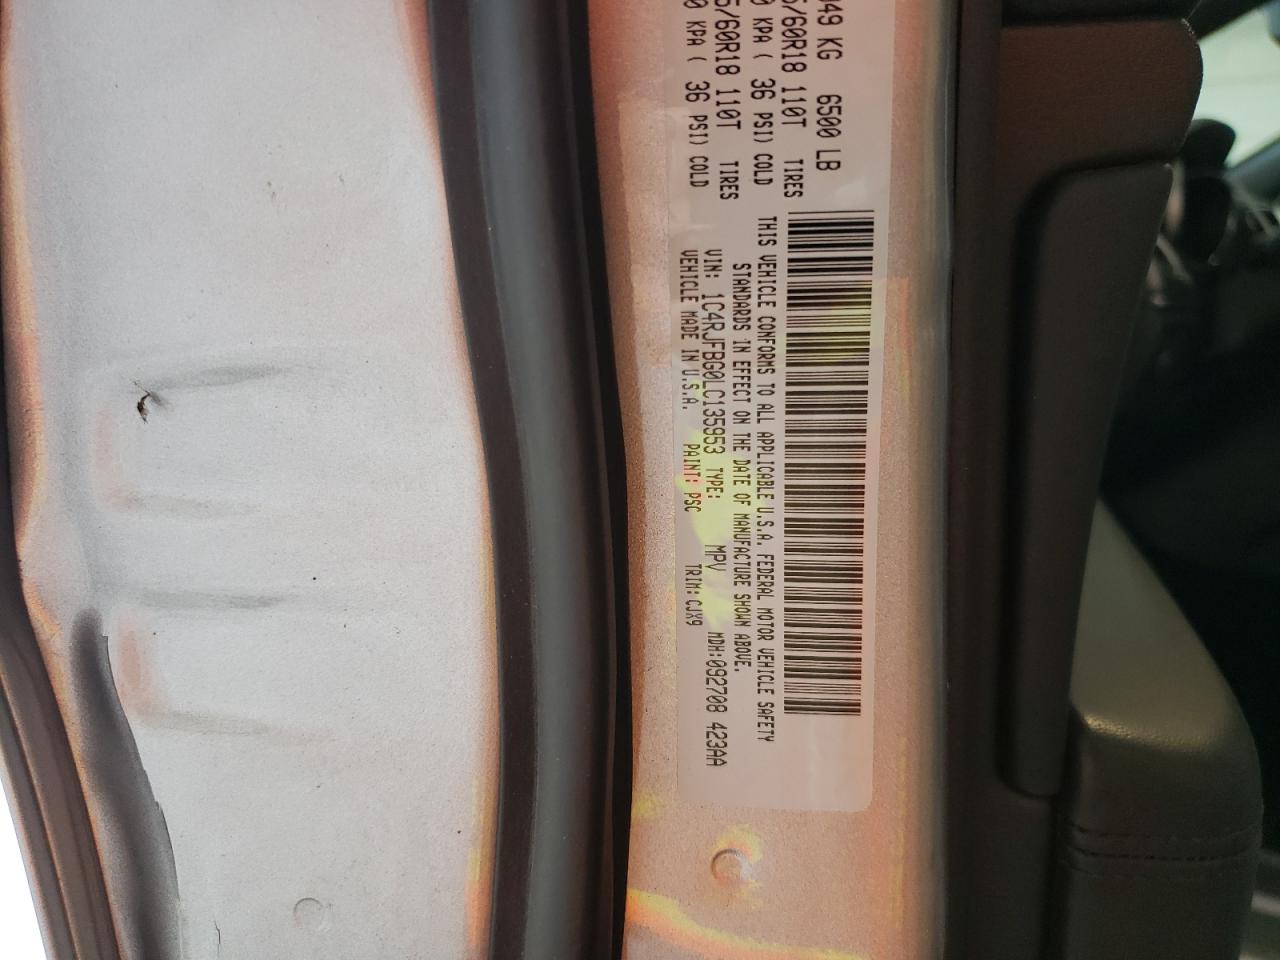 949 KG 6500 LB
5/60R18 110T TIRES
0 KPA ( 36 PSI) COLD
5/60R18 110T TIRES
0 KPA ( 36 PSI) COLD
THIS VEHICLE CONFORMS TO ALL APPLICABLE U.S.A. FEDERAL MOTOR VEHICLE SAFETY
STANDARDS IN EFFECT ON THE DATE OF MANUFACTURE SHOWN ABOVE.
VIN: 1C4RJFBG0LC135953 TYPE: MPV MDH:092708 423AA
VEHICLE MADE IN U.S.A. PAINT: PSC TRIM: CJX9